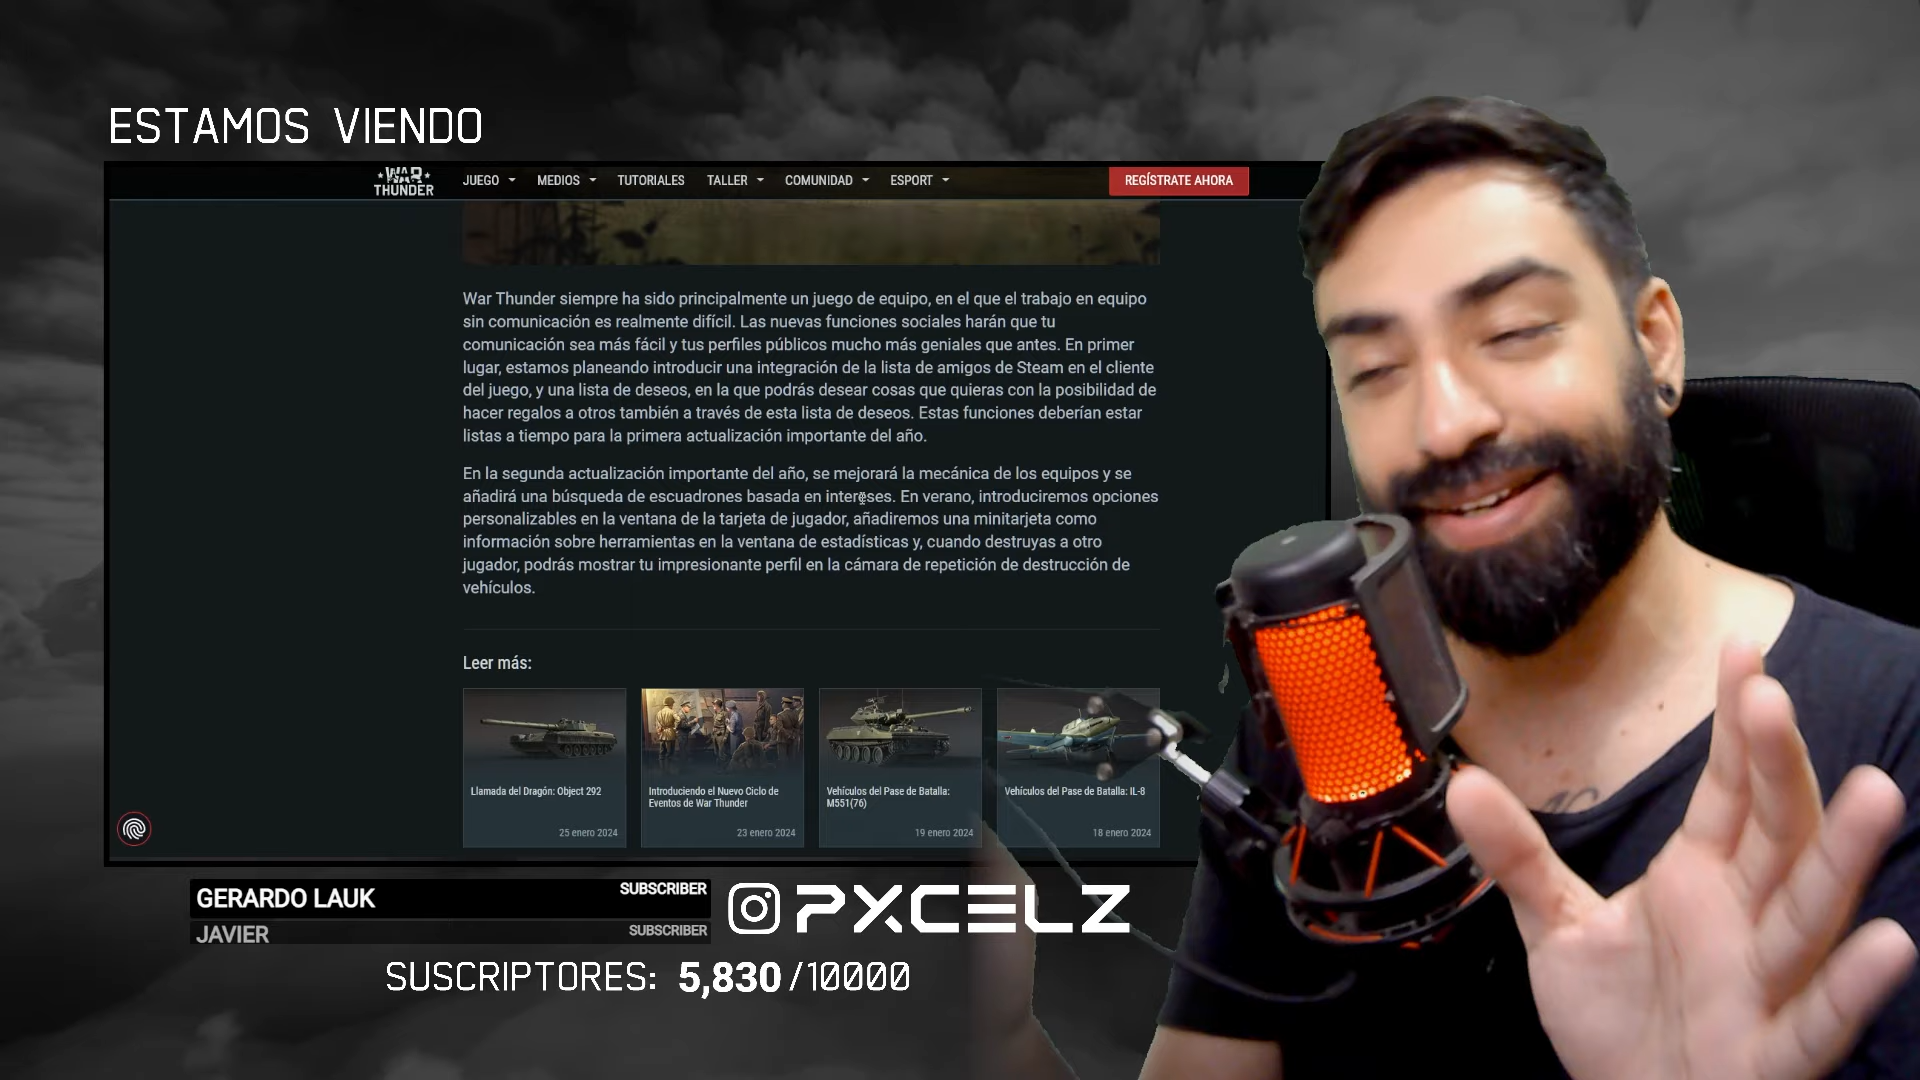 ESTAMOS VIENDO
WAR THUNDER
JUEGO MEDIOS TUTORIALES TALLER COMUNIDAD ESPORT REGÍSTRATE AHORA
War Thunder siempre ha sido principalmente un juego de equipo, en el que el trabajo en equipo
sin comunicación es realmente difícil. Las nuevas funciones sociales harán que tu
comunicación sea más fácil y tus perfiles públicos mucho más geniales que antes. En primer
lugar, estamos planeando introducir una integración de la lista de amigos de Steam en el cliente
del juego, y una lista de deseos, en la que podrás desear cosas que quieras con la posibilidad de
hacer regalos a otros también a través de esta lista de deseos. Estas funciones deberían estar
listas a tiempo para la primera actualización importante del año.
En la segunda actualización importante del año, se mejorará la mecánica de los equipos y se
añadirá una búsqueda de escuadrones basada en intereses. En verano, introduciremos opciones
personalizables en la ventana de la tarjeta de jugador, añadiremos una minitarjeta como
información sobre herramientas en la ventana de estadísticas y, cuando destruyas a otro
jugador, podrás mostrar tu impresionante perfil en la cámara de repetición de destrucción de
vehículos.
Leer más:
Llamada del Dragón: Object 292
25 enero 2024
Introduciendo el Nuevo Ciclo de
Eventos de War Thunder
23 enero 2024
Vehículos del Pase de Batalla:
M551(76)
19 enero 2024
Vehículos del Pase de Batalla: IL-8
18 enero 2024
GERARDO LAUK SUBSCRIBER
JAVIER SUBSCRIBER
PXCELZ
SUSCRIPTORES: 5,830/10000